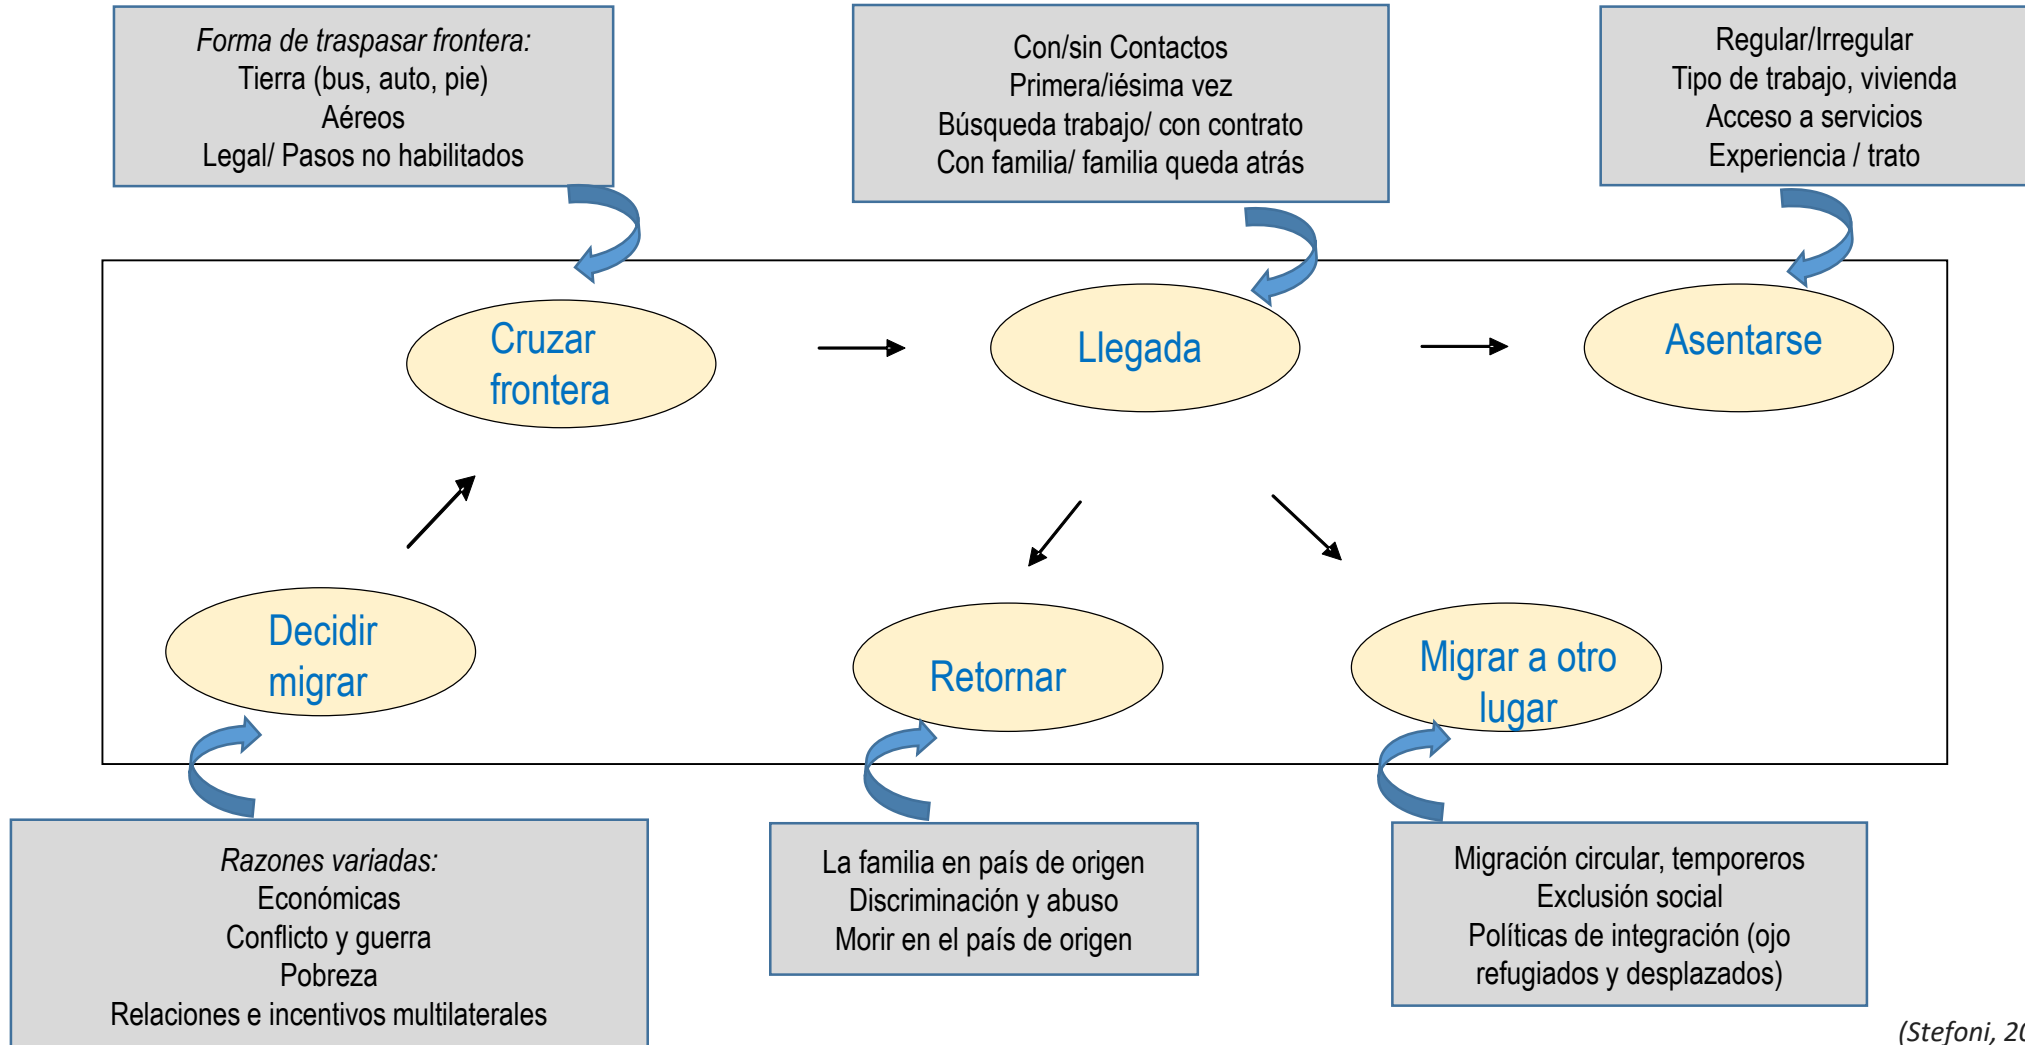 Forma de traspasar frontera:
Tierra (bus, auto, pie)
Aéreos
Legal/ Pasos no habilitados
Con/sin Contactos
Primera/iésima vez
Búsqueda trabajo/ con contrato
Con familia/ familia queda atrás
Regular/Irregular
Tipo de trabajo, vivienda
Acceso a servicios
Experiencia / trato
Cruzar
frontera
Llegada
Asentarse
Decidir
migrar
Retornar
Migrar a otro
lugar
Razones variadas:
Económicas
Conflicto y guerra
Pobreza
Relaciones e incentivos multilaterales
La familia en país de origen
Discriminación y abuso
Morir en el país de origen
Migración circular, temporeros
Exclusión social
Políticas de integración (ojo
refugiados y desplazados)
(Stefoni,